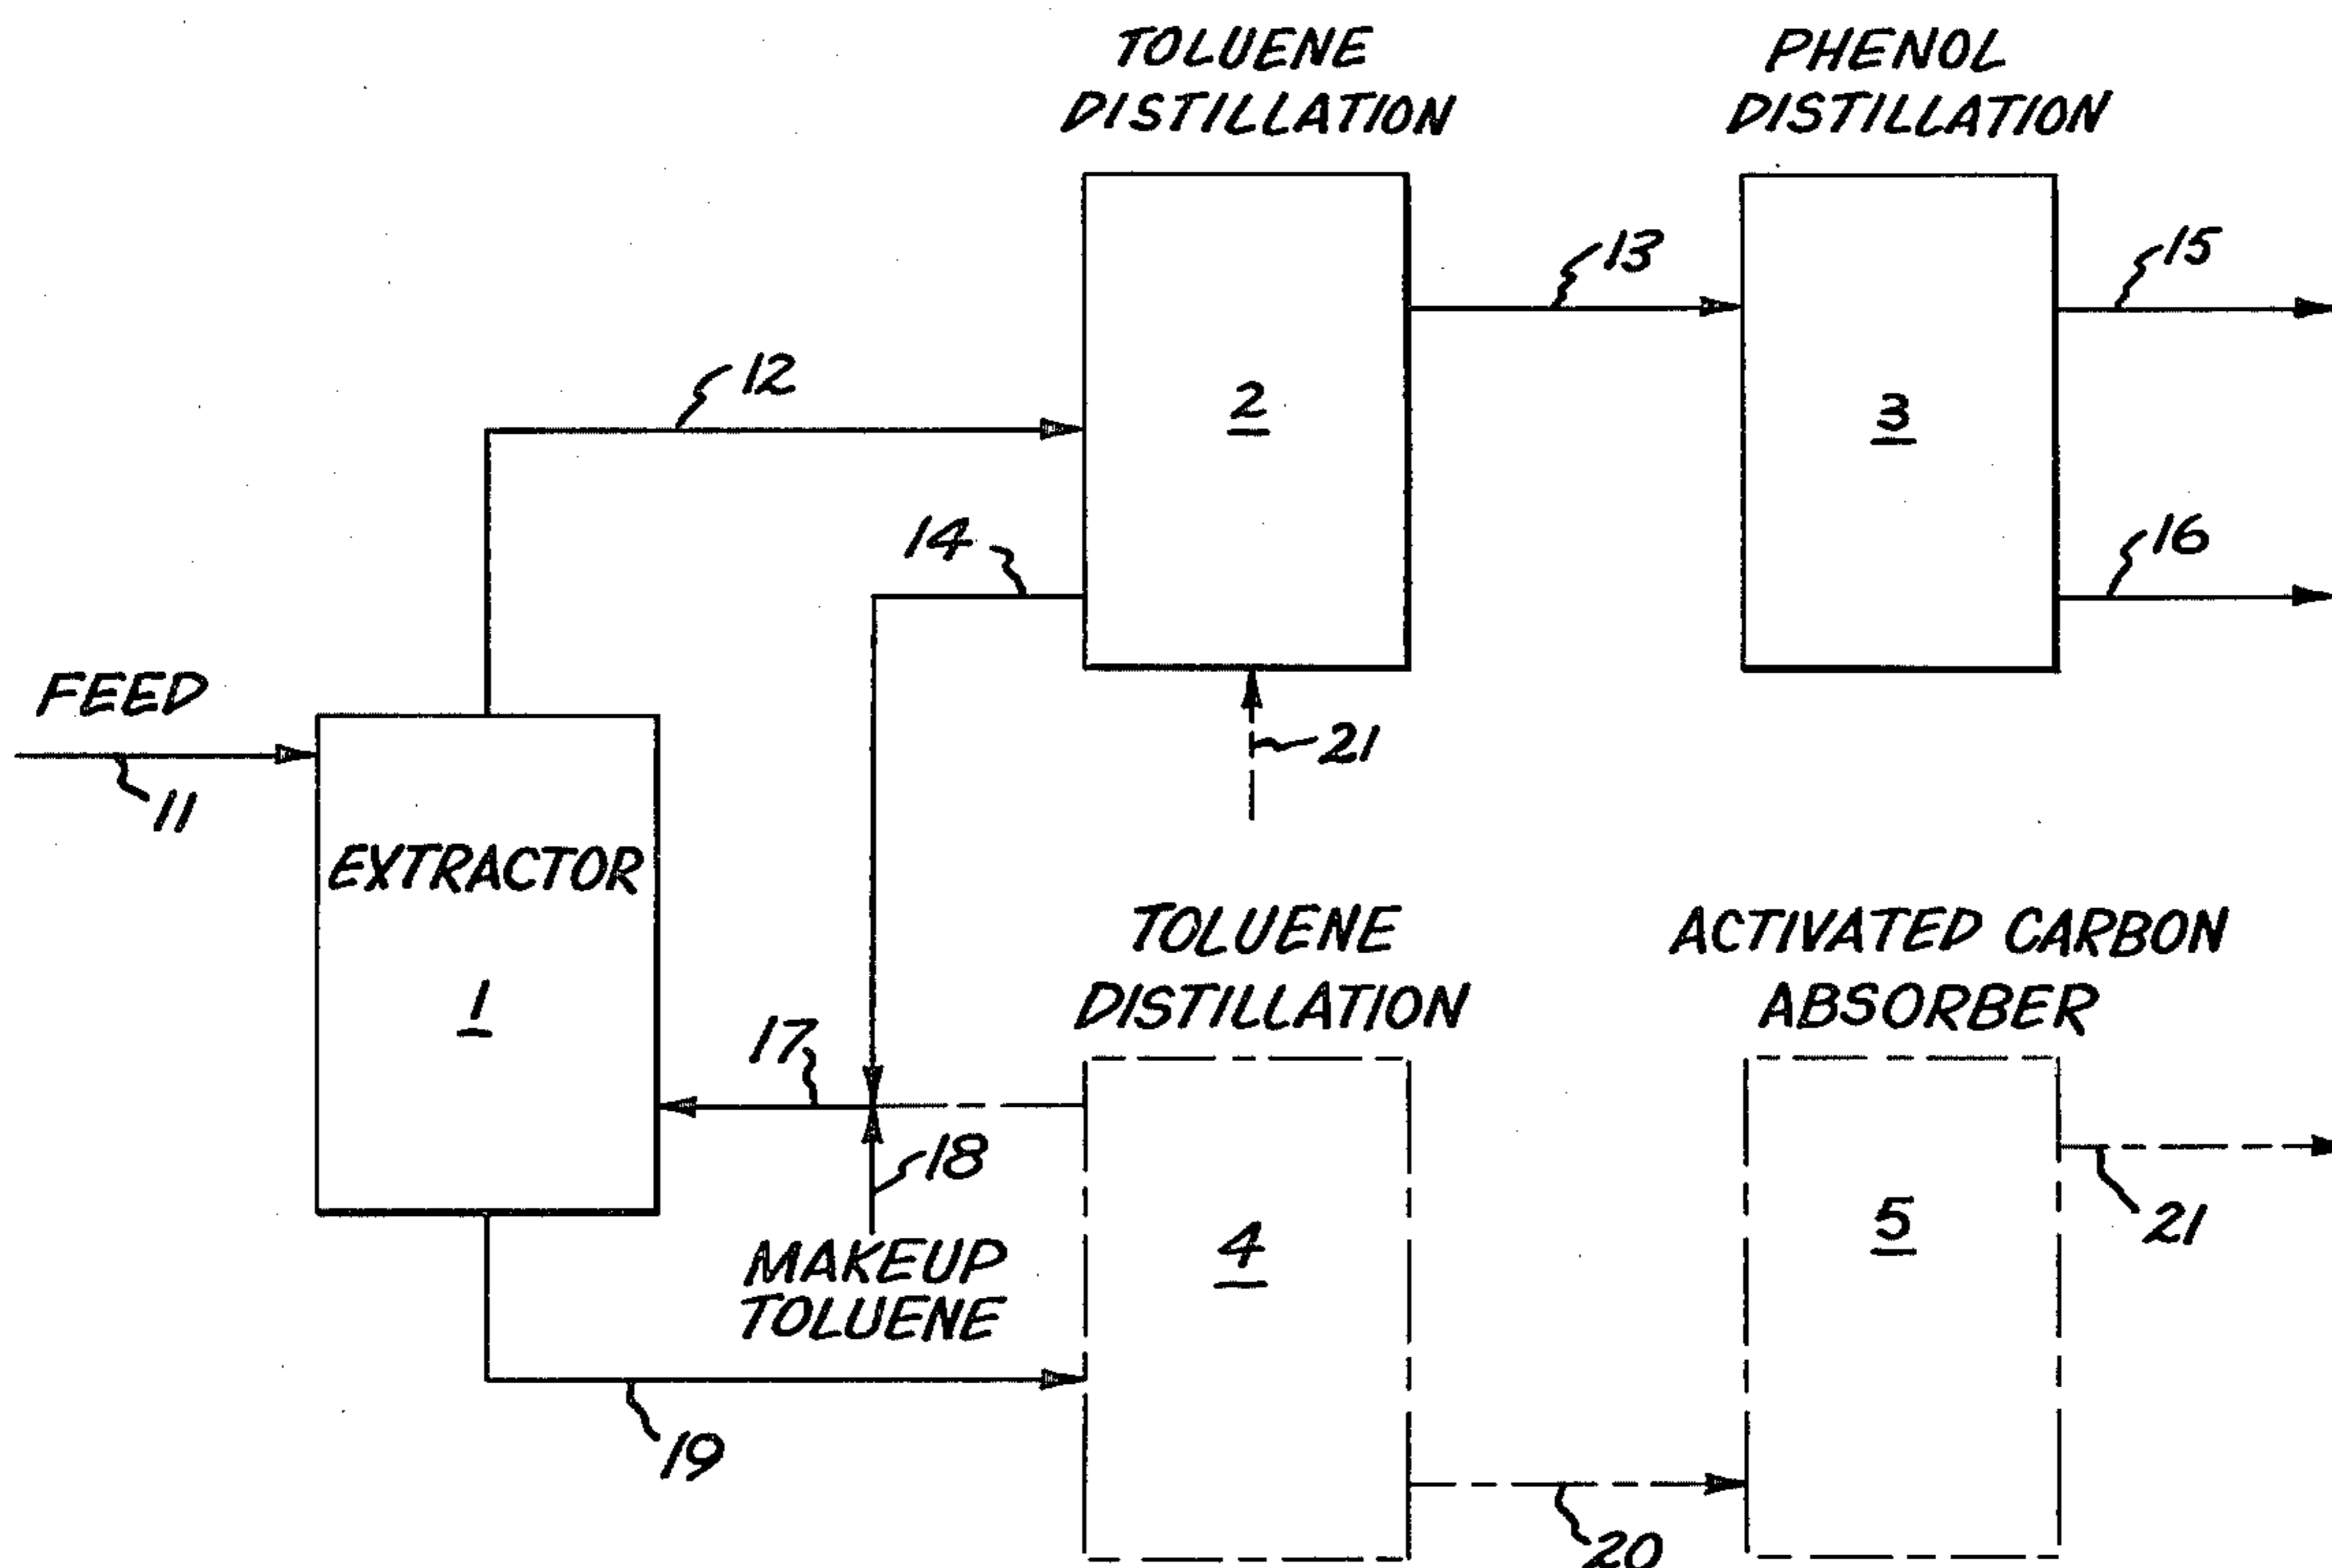 TOLUENE
DISTILLATION
PHENOL
DISTILLATION
13
15
12
2
3
14
16
FEED
21
11
EXTRACTOR
TOLUENE
DISTILLATION
ACTIVATED CARBON
ABSORBER
1
17
18
21
MAKEUP
TOLUENE
4
5
19
20